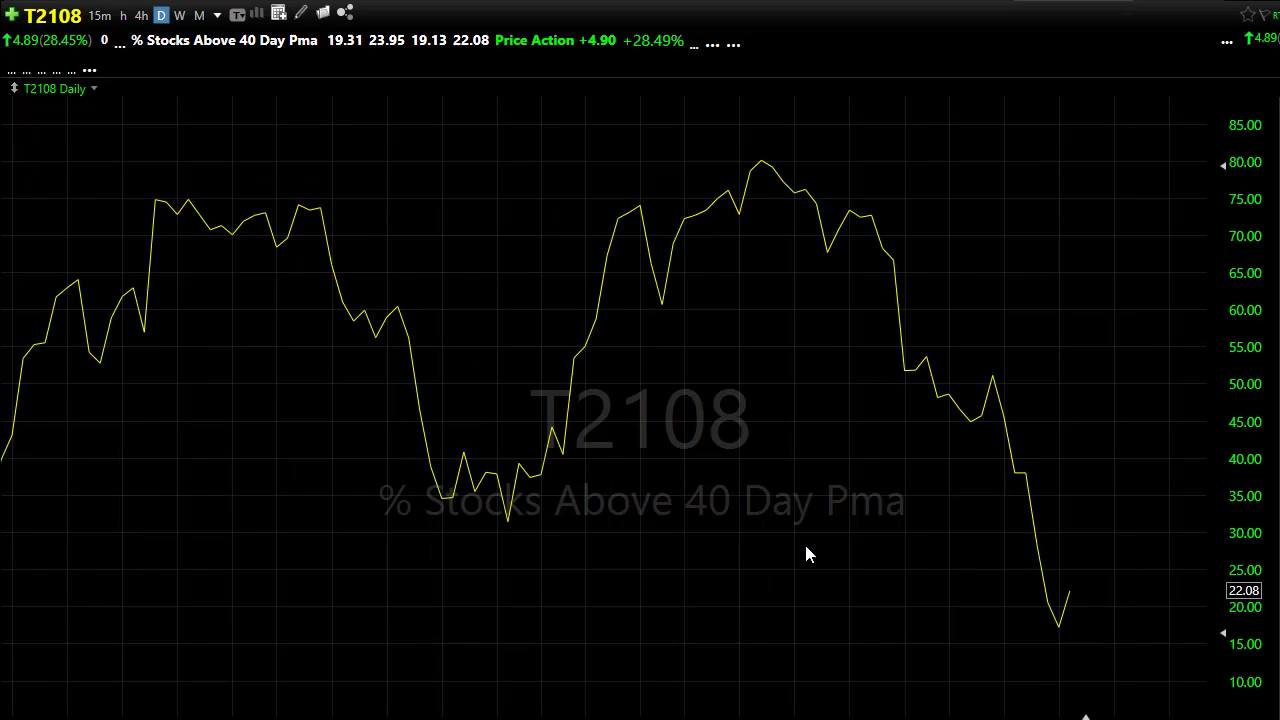 T2108 15m h 4h D W M
4.89(28.45%) 0 ... % Stocks Above 40 Day Pma 19.31 23.95 19.13 22.08 Price Action +4.90 +28.49% ... ... ... ... 4.89(
... ... ... ... ... ...
T2108 Daily
85.00
80.00
75.00
70.00
65.00
60.00
55.00
50.00
45.00
40.00
35.00
30.00
25.00
22.08
20.00
15.00
10.00
T2108
% Stocks Above 40 Day Pma